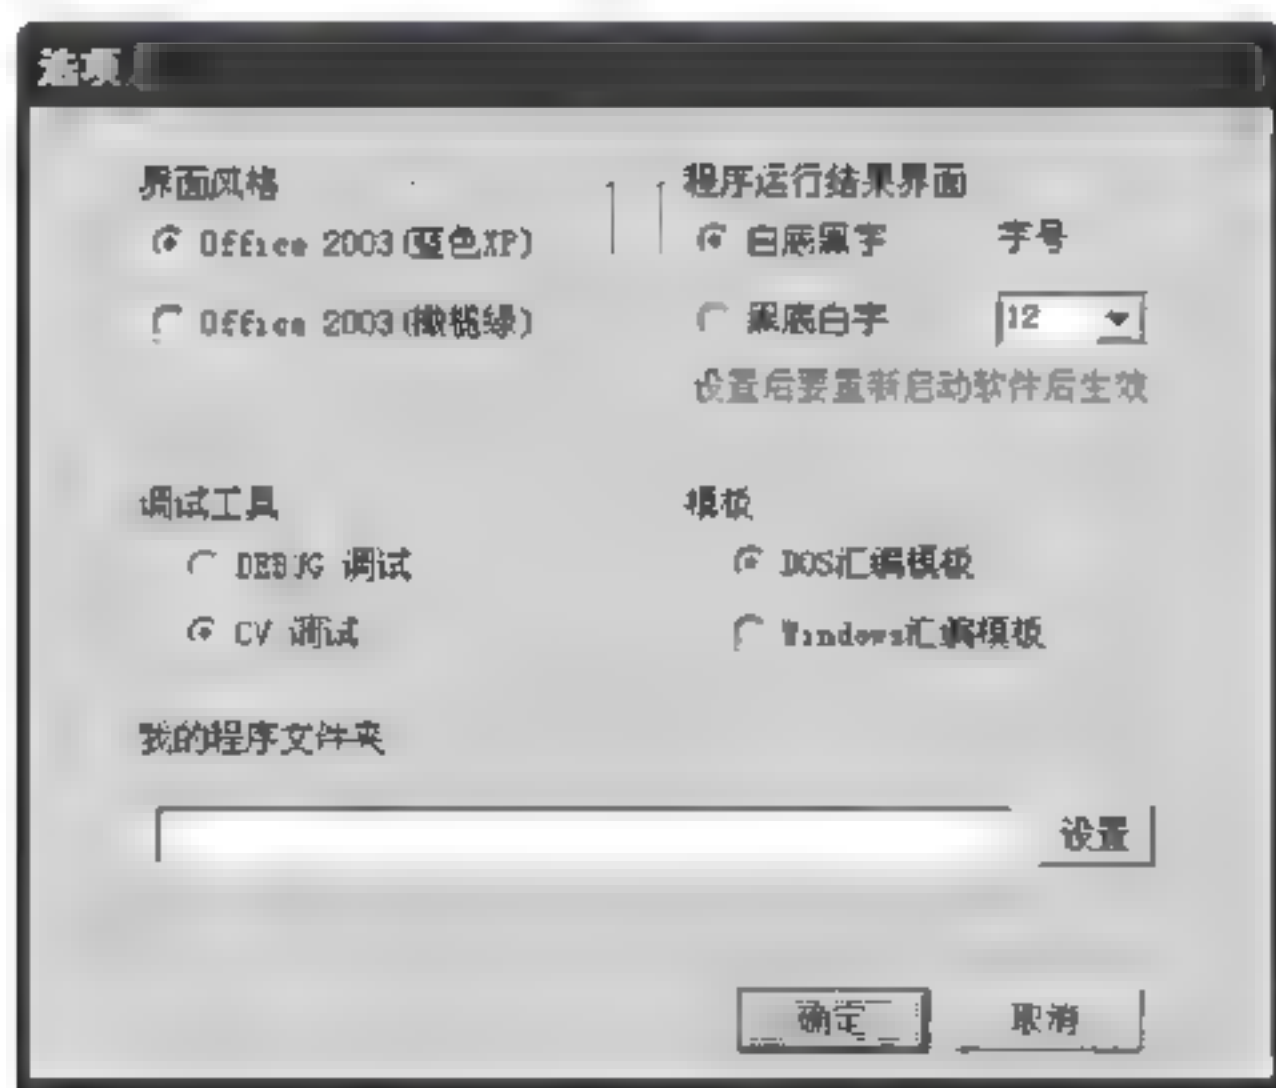 选项
界面风格
Office 2003(蓝色XP)
Office 2003(橄榄绿)
程序运行结果界面
白底黑字 字号
黑底白字 12
设置后要重新启动软件后生效
调试工具
DEBUG 调试
CV 调试
模板
DOS汇编模板
Windows汇编模板
我的程序文件夹
设置
确定 取消